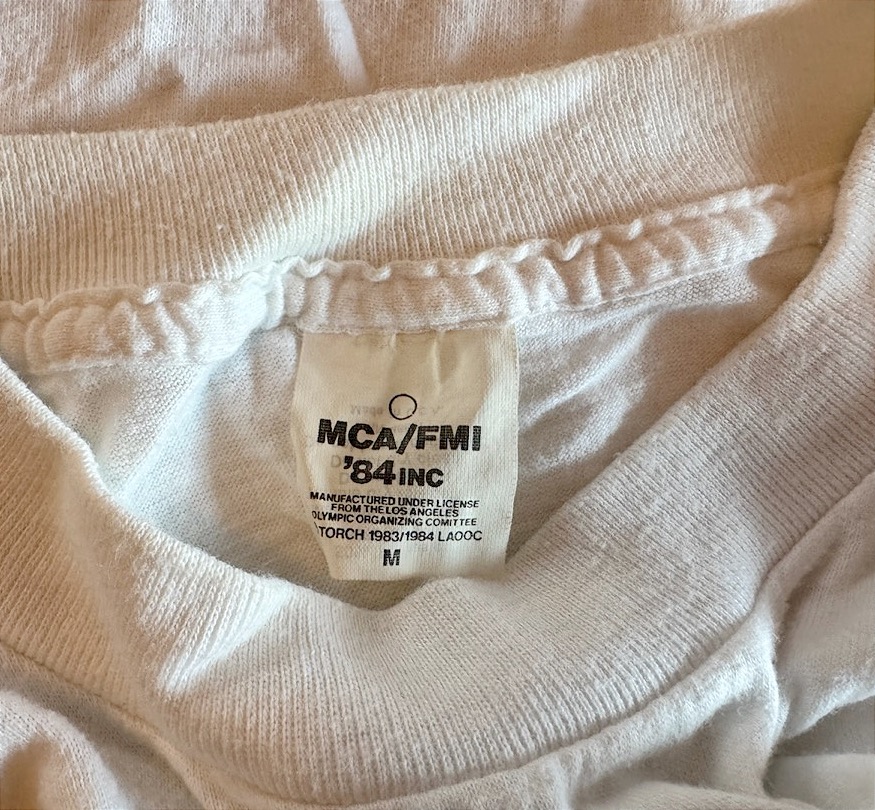 MCA/FMI
'84 INC
MANUFACTURED UNDER LICENSE
FROM THE LOS ANGELES
OLYMPIC ORGANIZING COMITTEE
TORCH 1983/1984 LAOOC
M